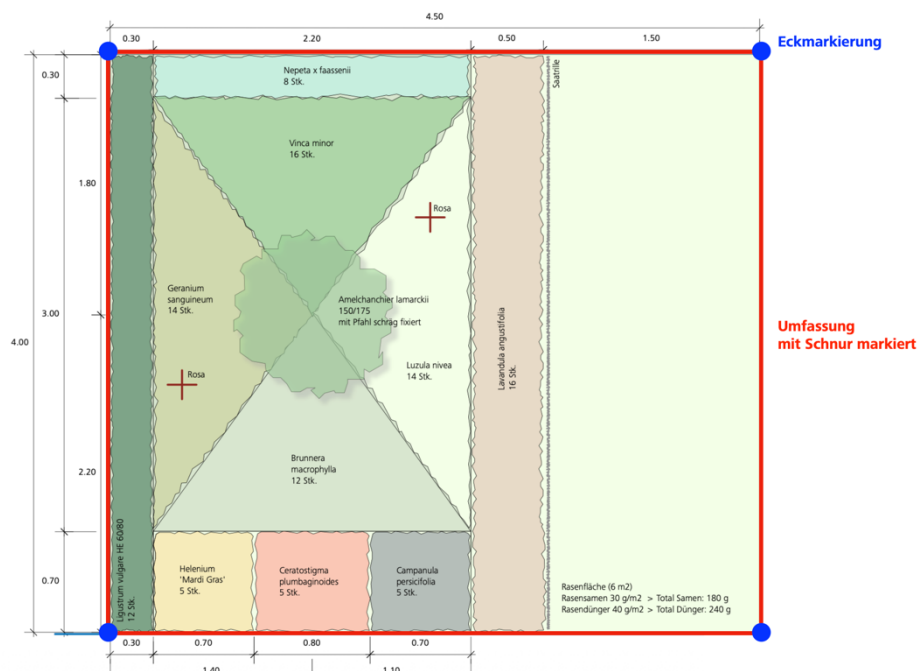 4.50
0.30
2.20
0.50
1.50
Eckmarkierung
0.30
Nepeta x faassenii
8 Stk.
Saatrille
Vinca minor
16 Stk.
1.80
Rosa
Geranium
sanguineum
14 Stk.
Amelchanchier lamarckii
150/175
mit Pfahl schräg fixiert
3.00
4.00
Umfassung
mit Schnur markiert
Lavandula angustifolia
16 Stk.
Luzula nivea
14 Stk.
Rosa
Brunnera
macrophylla
12 Stk.
2.20
Ligustrum vulgare HE 60/80
12 Stk.
Helenium
'Mardi Gras'
5 Stk.
Ceratostigma
plumbaginoides
5 Stk.
Campanula
persicifolia
5 Stk.
0.70
Rasenfläche (6 m2)
Rasensamen 30 g/m2 > Total Samen: 180 g
Rasendünger 40 g/m2 > Total Dünger: 240 g
0.30
0.70
0.80
0.70
1.40
1.10